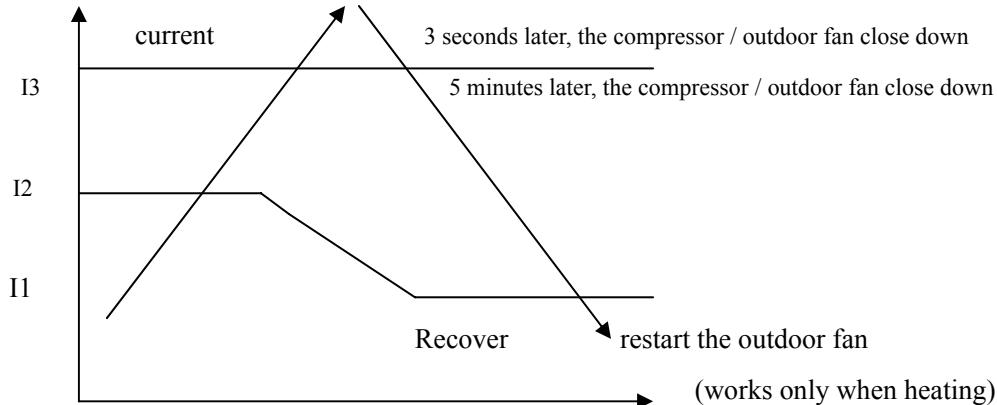 current
3 seconds later, the compressor / outdoor fan close down
I3
5 minutes later, the compressor / outdoor fan close down
I2
I1
Recover
restart the outdoor fan
(works only when heating)